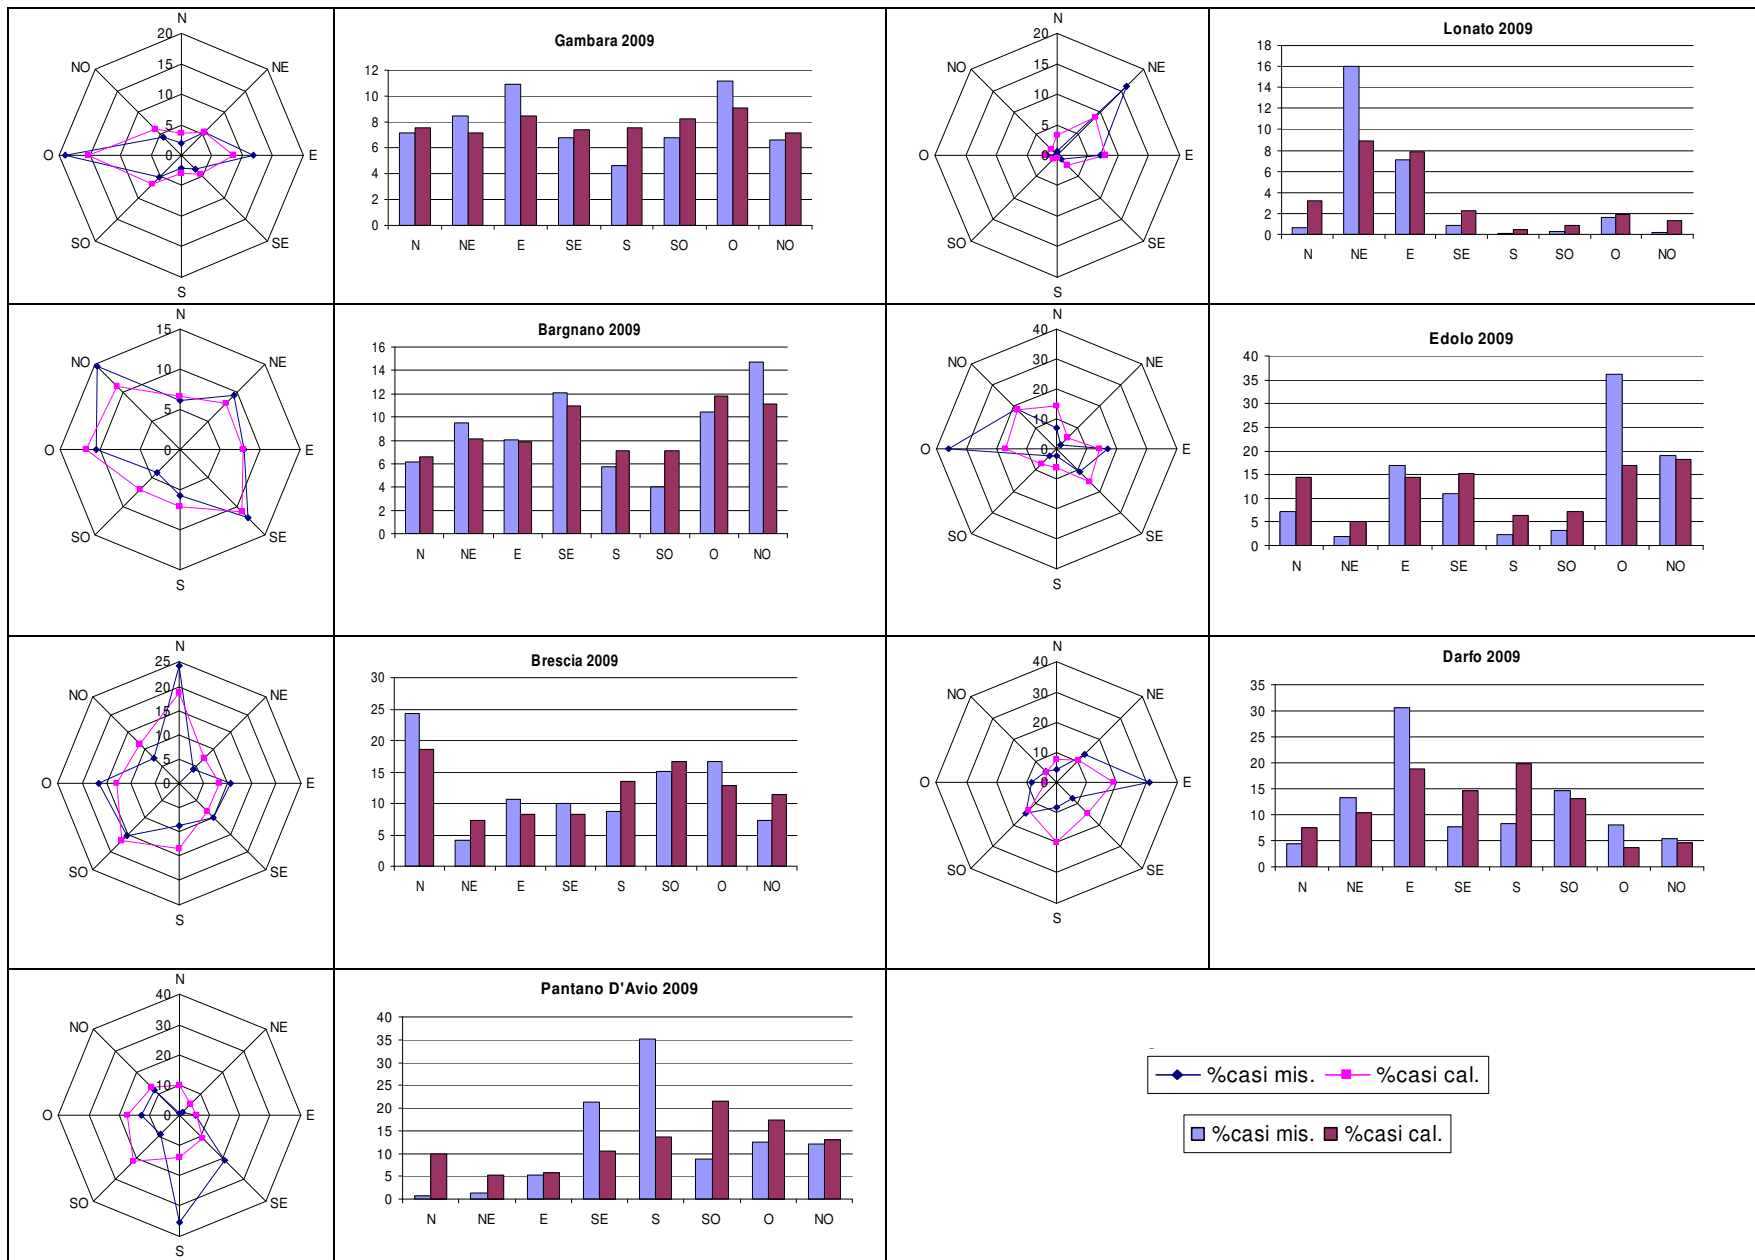 N
NE
E
SE
S
SO
O
NO
20
15
10
5
0
Gambara 2009
12
10
8
6
4
2
0
N NE E SE S SO O NO
N
NE
E
SE
S
SO
O
NO
20
15
10
5
0
Lonato 2009
18
16
14
12
10
8
6
4
2
0
N NE E SE S SO O NO
N
NE
E
SE
S
SO
O
NO
15
10
5
0
Bargnano 2009
16
14
12
10
8
6
4
2
0
N NE E SE S SO O NO
N
NE
E
SE
S
SO
O
NO
40
30
20
10
0
Edolo 2009
40
35
30
25
20
15
10
5
0
N NE E SE S SO O NO
N
NE
E
SE
S
SO
O
NO
25
20
15
10
5
0
Brescia 2009
30
25
20
15
10
5
0
N NE E SE S SO O NO
N
NE
E
SE
S
SO
O
NO
40
30
20
10
0
Darfo 2009
35
30
25
20
15
10
5
0
N NE E SE S SO O NO
N
NE
E
SE
S
SO
O
NO
40
30
20
10
0
Pantano D'Avio 2009
40
35
30
25
20
15
10
5
0
N NE E SE S SO O NO
%casi mis. %casi cal.
%casi mis. %casi cal.